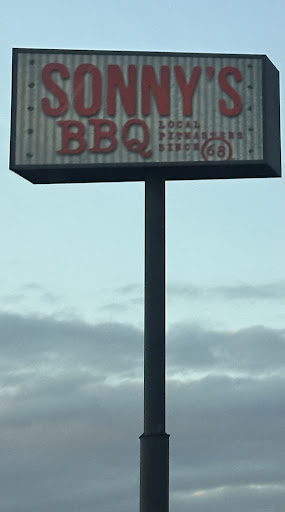 SONNY'S
BBQ
LOCAL
PITMASTERS
SINCE 68